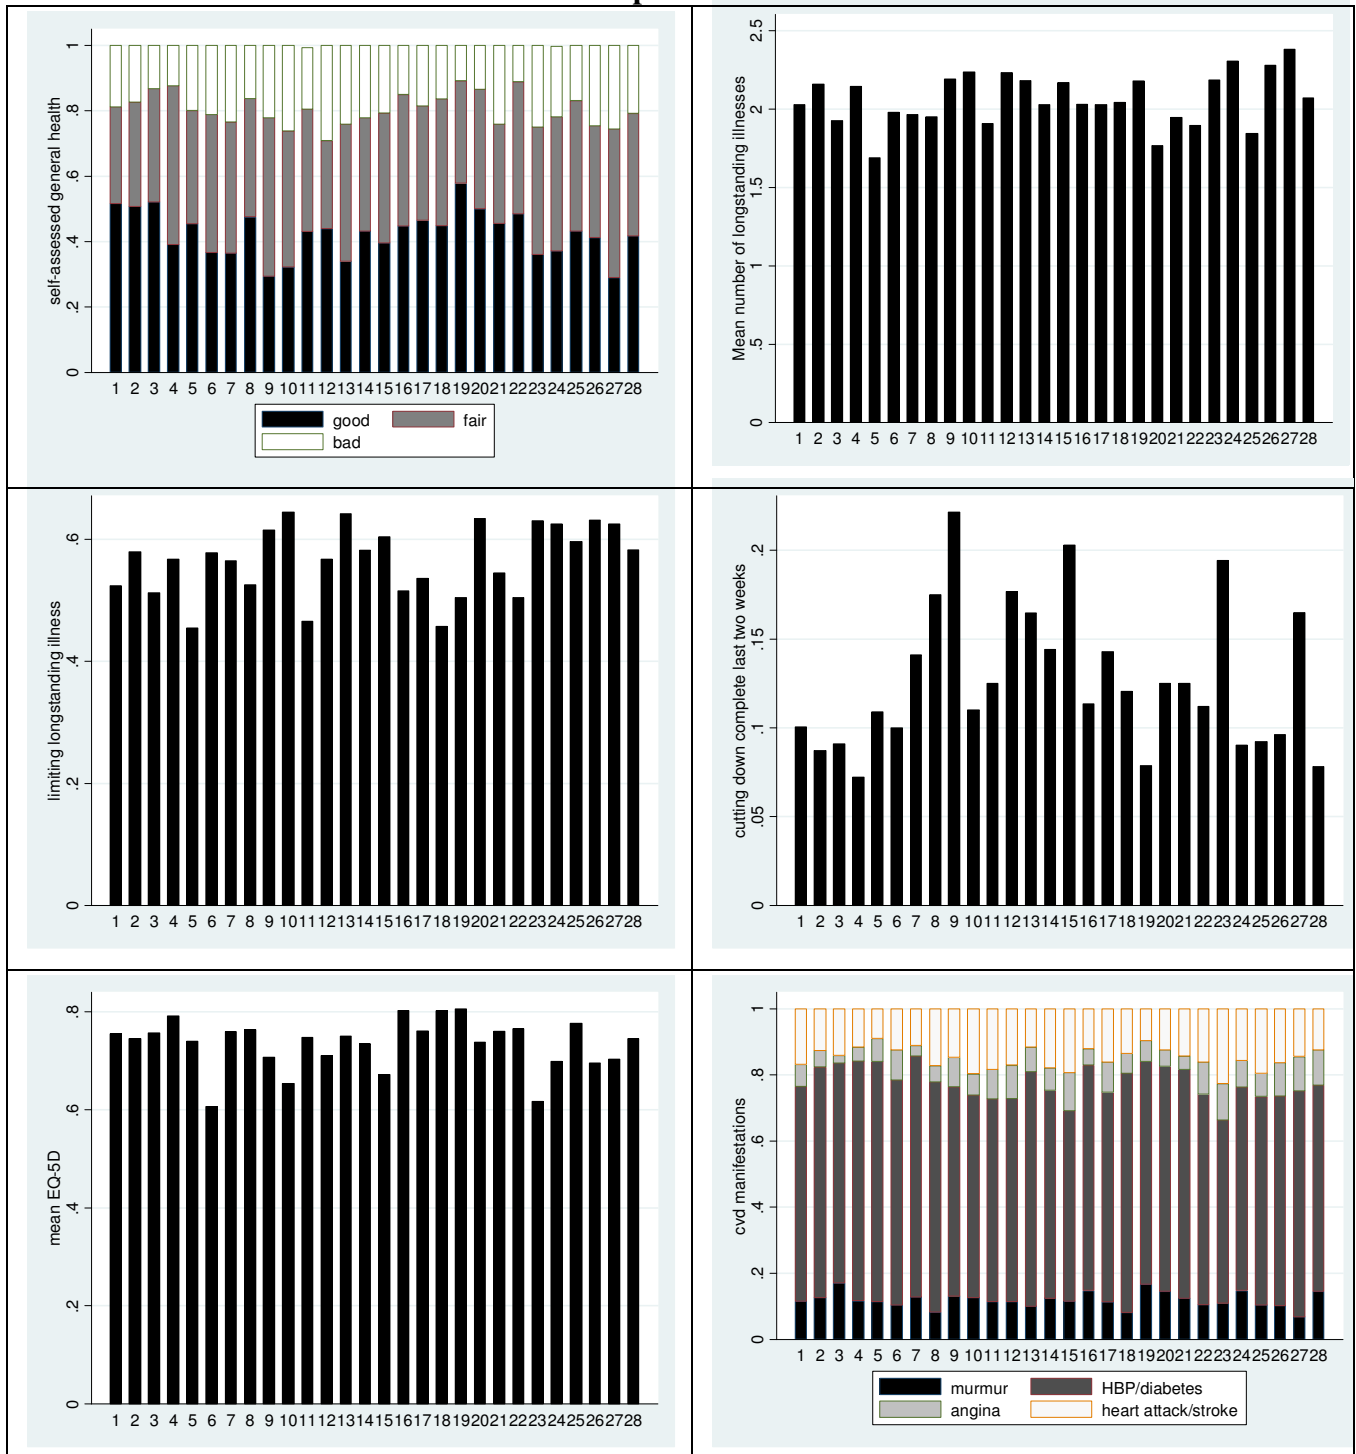 self-assessed general health
1
.8
.6
.4
.2
0
1 2 3 4 5 6 7 8 9 10 11 12 13 14 15 16 17 18 19 20 21 22 23 24 25 26 27 28
good fair
bad
Mean number of longstanding illnesses
2.5
2
1.5
1
.5
0
1 2 3 4 5 6 7 8 9 10 11 12 13 14 15 16 17 18 19 20 21 22 23 24 25 26 27 28
limiting longstanding illness
.6
.4
.2
0
1 2 3 4 5 6 7 8 9 10 11 12 13 14 15 16 17 18 19 20 21 22 23 24 25 26 27 28
cutting down complete last two weeks
.2
.15
.1
.05
0
1 2 3 4 5 6 7 8 9 10 11 12 13 14 15 16 17 18 19 20 21 22 23 24 25 26 27 28
mean EQ-5D
.8
.6
.4
.2
0
1 2 3 4 5 6 7 8 9 10 11 12 13 14 15 16 17 18 19 20 21 22 23 24 25 26 27 28
cvd manifestations
1
.8
.6
.4
.2
0
1 2 3 4 5 6 7 8 9 10 11 12 13 14 15 16 17 18 19 20 21 22 23 24 25 26 27 28
murmur HBP/diabetes
angina heart attack/stroke